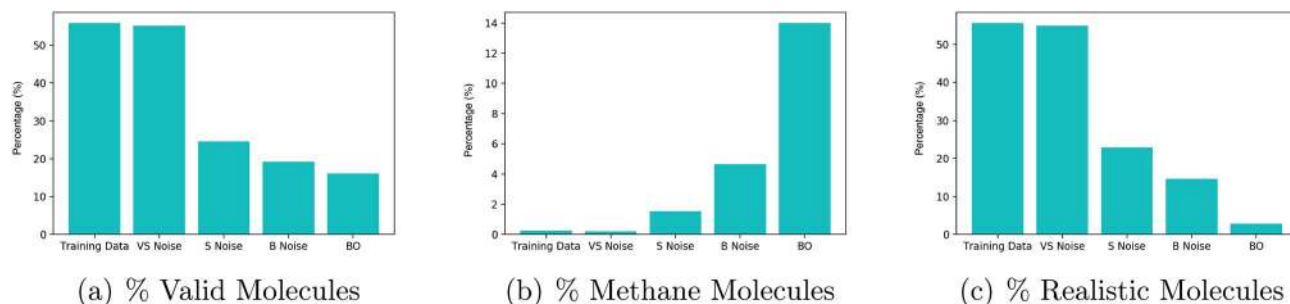 Percentage (%)
50
40
30
20
10
0
Training Data VS Noise S Noise B Noise BO
(a) % Valid Molecules
Percentage (%)
14
12
10
8
6
4
2
0
Training Data VS Noise S Noise B Noise BO
(b) % Methane Molecules
Percentage (%)
50
40
30
20
10
0
Training Data VS Noise S Noise B Noise BO
(c) % Realistic Molecules